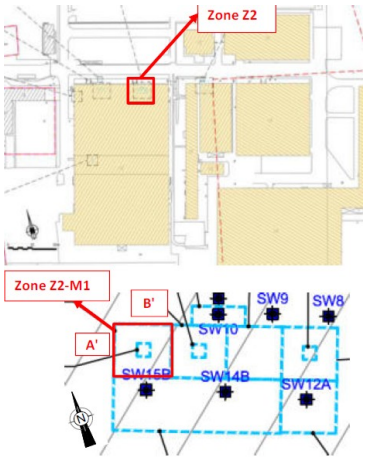 Zone Z2
N
Zone Z2-M1
B'
SW9
SW8
SW10
A'
SW15B
SW14B
SW12A
N